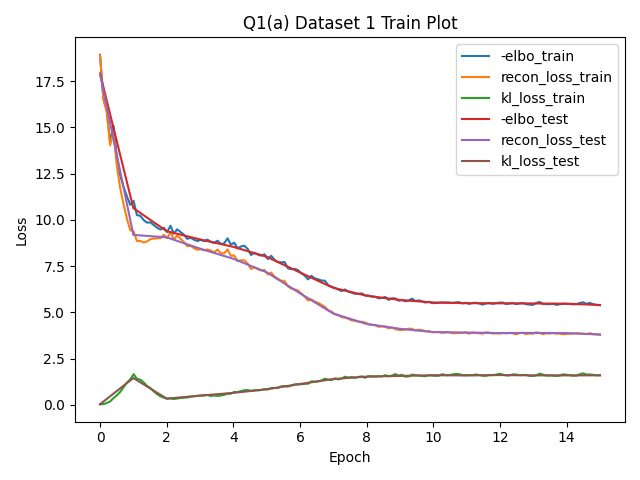 Q1(a) Dataset 1 Train Plot
-elbo_train
recon_loss_train
kl_loss_train
-elbo_test
recon_loss_test
kl_loss_test
17.5
15.0
12.5
10.0
7.5
5.0
2.5
0.0
Loss
0 2 4 6 8 10 12 14
Epoch